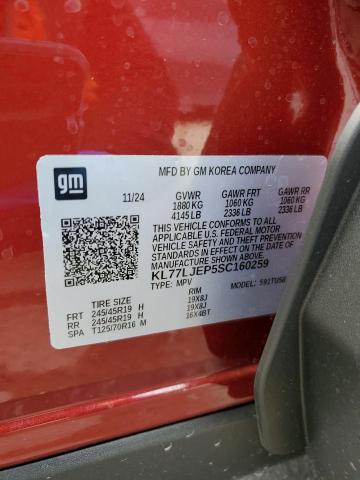 gm
MFD BY GM KOREA COMPANY
11/24 GVWR GAWR FRT GAWR RR
1880 KG 1060 KG 1060 KG
4145 LB 2336 LB 2336 LB
THIS VEHICLE CONFORMS TO ALL
APPLICABLE U.S. FEDERAL MOTOR
VEHICLE SAFETY AND THEFT PREVENTION
STANDARDS IN EFFECT ON THE DATE OF
MANUFACTURE SHOWN ABOVE.
KL77LJEP5SC160259
TYPE: MPV MODEL: 591TU58
TIRE SIZE RIM
FRT 245/45R19 H 19X8J
RR 245/45R19 H 19X8J
SPA T125/70R16 M 16X4BT